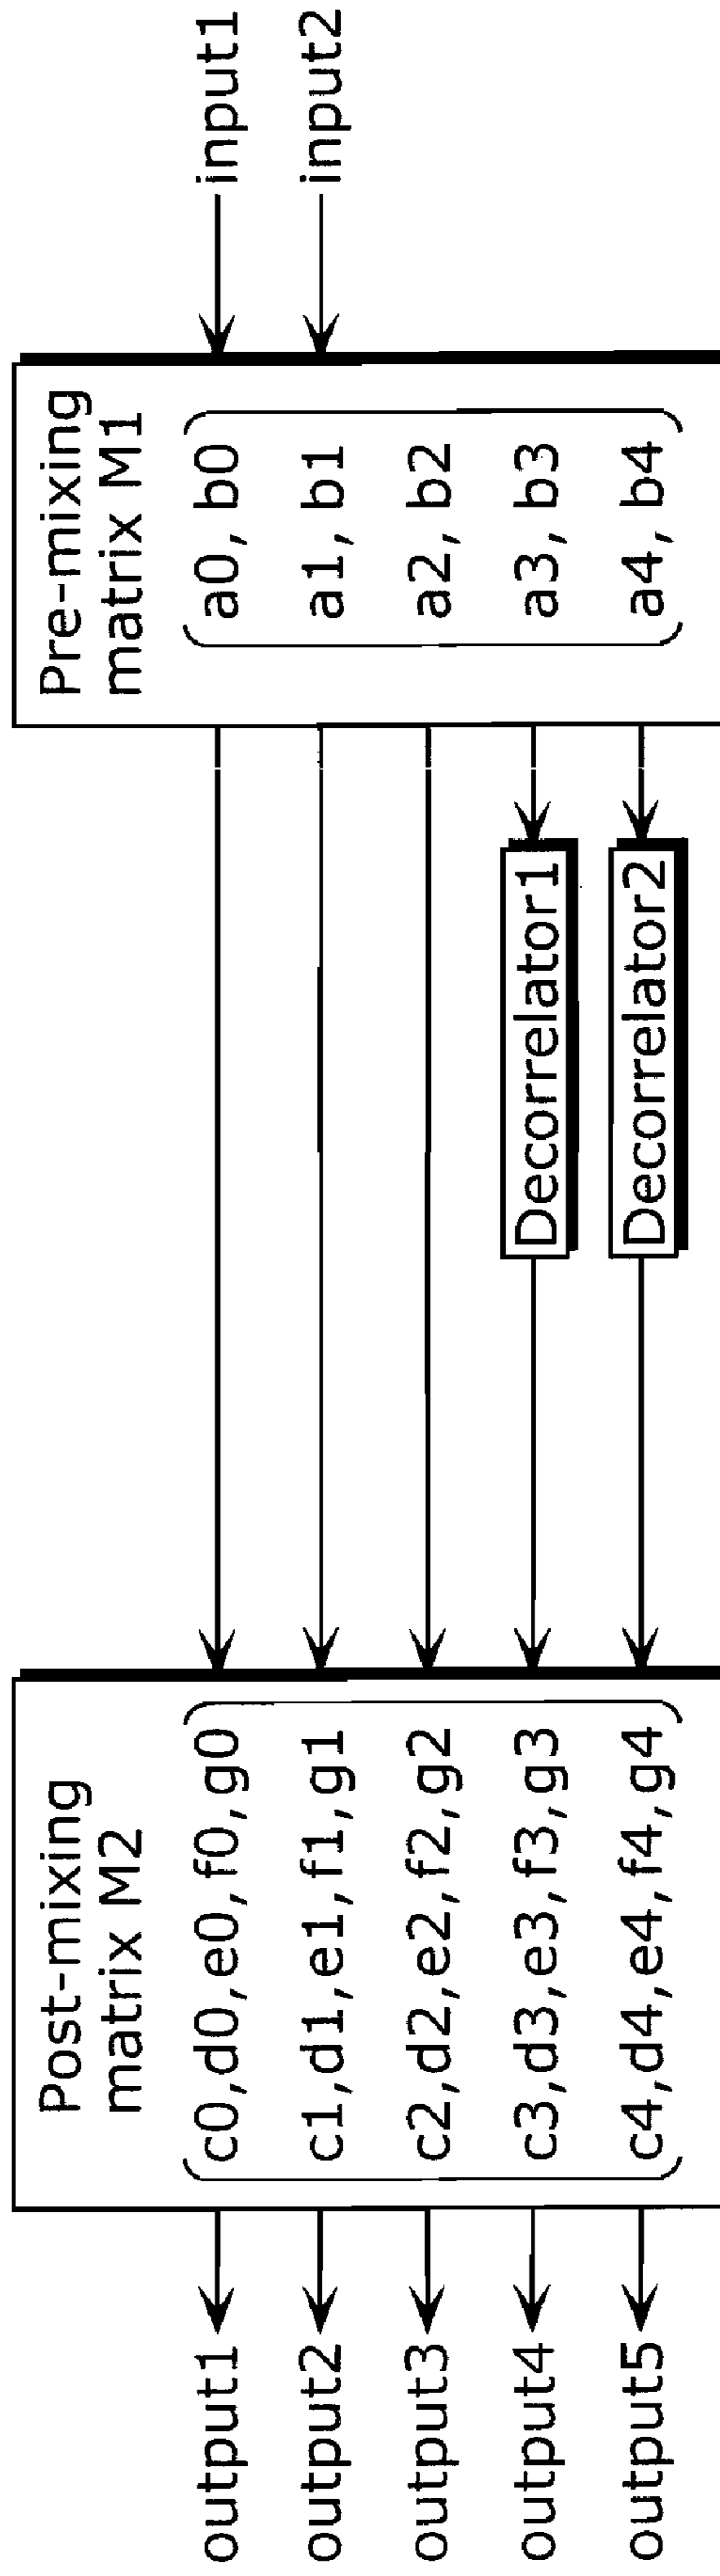 input1
input2
Pre-mixing
matrix M1
a0, b0
a1, b1
a2, b2
a3, b3
a4, b4
Decorrelator1
Decorrelator2
Post-mixing
matrix M2
c0,d0,e0,f0,g0
c1,d1,e1,f1,g1
c2,d2,e2,f2,g2
c3,d3,e3,f3,g3
c4,d4,e4,f4,g4
output1
output2
output3
output4
output5